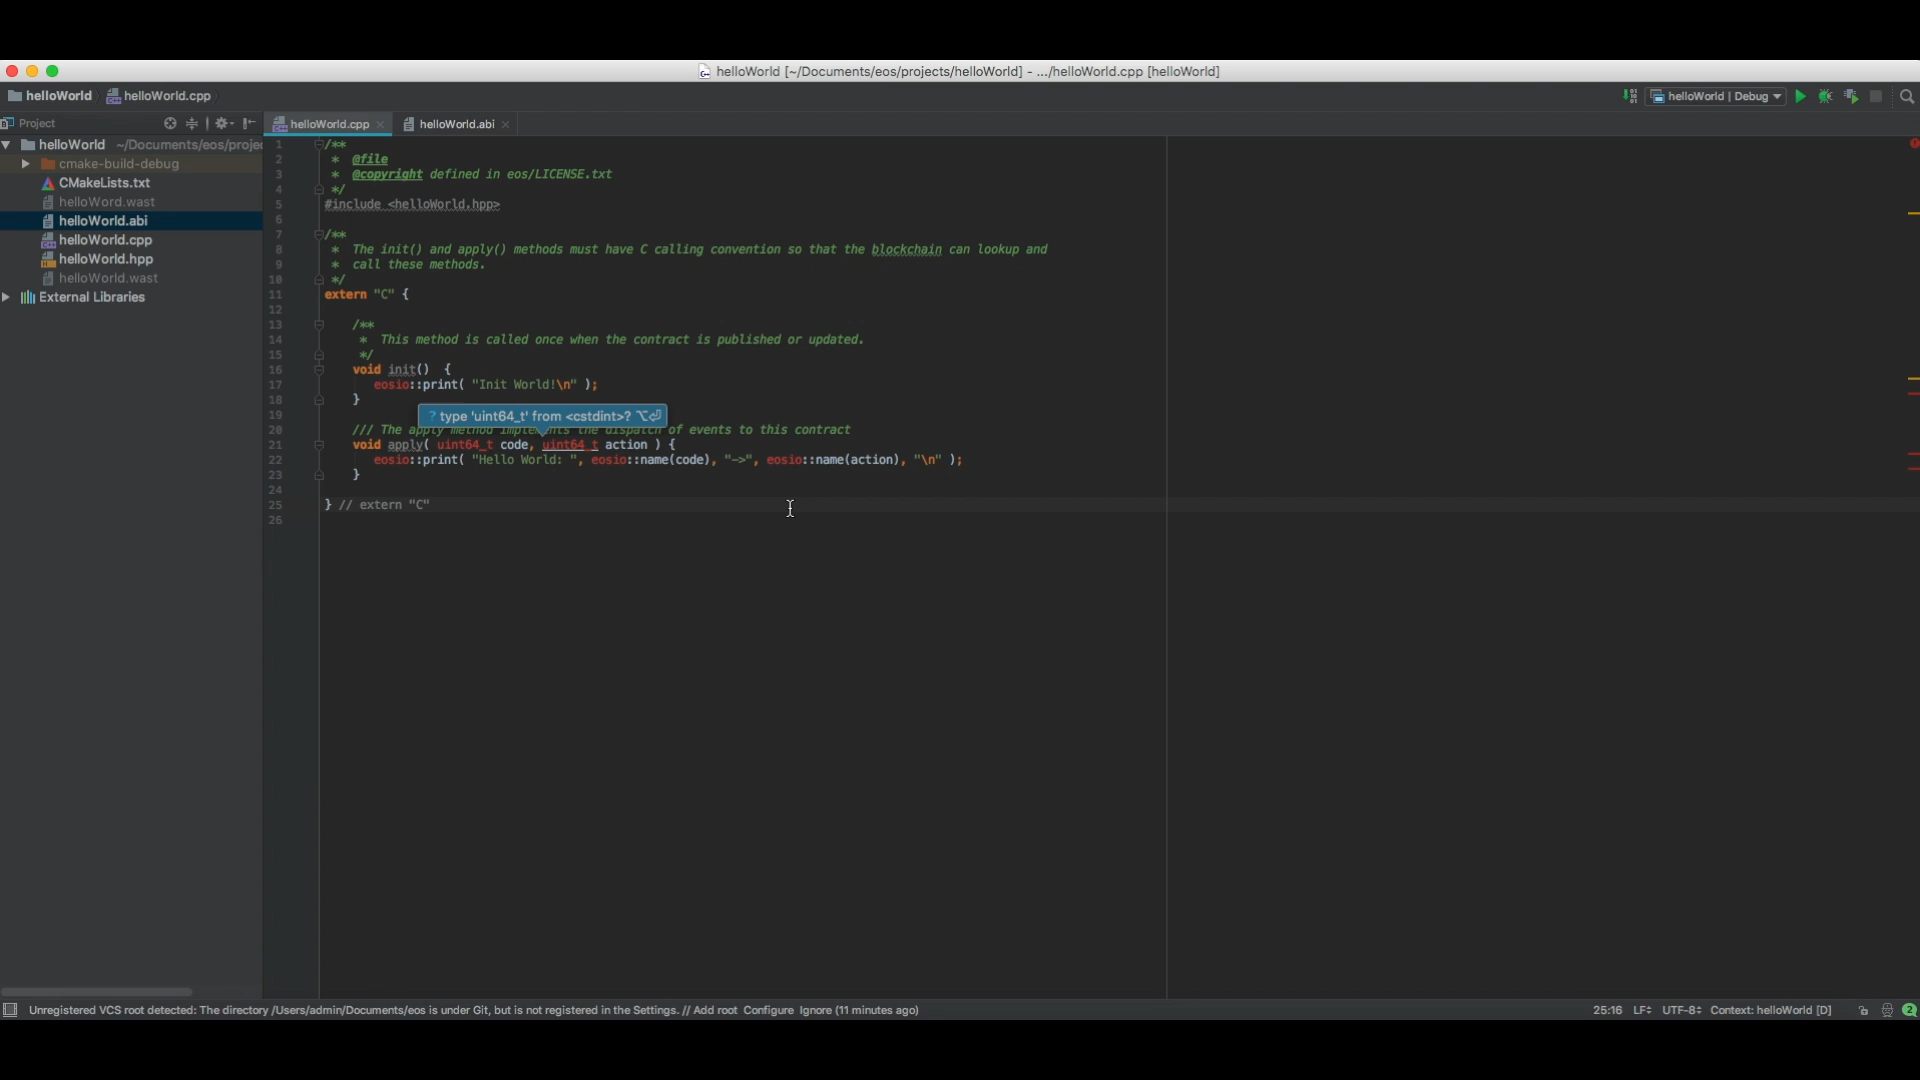 helloWorld [~/Documents/eos/projects/helloWorld] - .../helloWorld.cpp [helloWorld]
helloWorld helloWorld.cpp
helloWorld | Debug
Project
helloWorld.cpp helloWorld.abi
helloWorld ~/Documents/eos/proje
cmake-build-debug
CMakeLists.txt
helloWord.wast
helloWorld.abi
helloWorld.cpp
helloWorld.hpp
helloWorld.wast
External Libraries
1 /**
2 * @file
3 * @copyright defined in eos/LICENSE.txt
4 */
5 #include <helloWorld.hpp>
6
7 /**
8 * The init() and apply() methods must have C calling convention so that the blockchain can lookup and
9 * call these methods.
10 */
11 extern "C" {
12
13 /**
14 * This method is called once when the contract is published or updated.
15 */
16 void init() {
17 eosio::print( "Init World!\n" );
18 }
19
? type 'uint64_t' from <cstdint>? ⌥⏎
20 /// The apply method implements the dispatch of events to this contract
21 void apply( uint64_t code, uint64_t action ) {
22 eosio::print( "Hello World: ", eosio::name(code), "->", eosio::name(action), "\n" );
23 }
24
25 } // extern "C"
26
Unregistered VCS root detected: The directory /Users/admin/Documents/eos is under Git, but is not registered in the Settings. // Add root Configure Ignore (11 minutes ago)
25:16 LF UTF-8 Context: helloWorld [D] 2